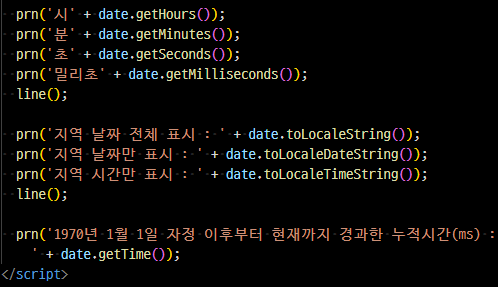 prn('시' + date.getHours());
prn('분' + date.getMinutes());
prn('초' + date.getSeconds());
prn('밀리초' + date.getMilliseconds());
line();

prn('지역 날짜 전체 표시 : ' + date.toLocaleString());
prn('지역 날짜만 표시 : ' + date.toLocaleDateString());
prn('지역 시간만 표시 : ' + date.toLocaleTimeString());
line();

prn('1970년 1월 1일 자정 이후부터 현재까지 경과한 누적시간(ms) :
' + date.getTime());
</script>